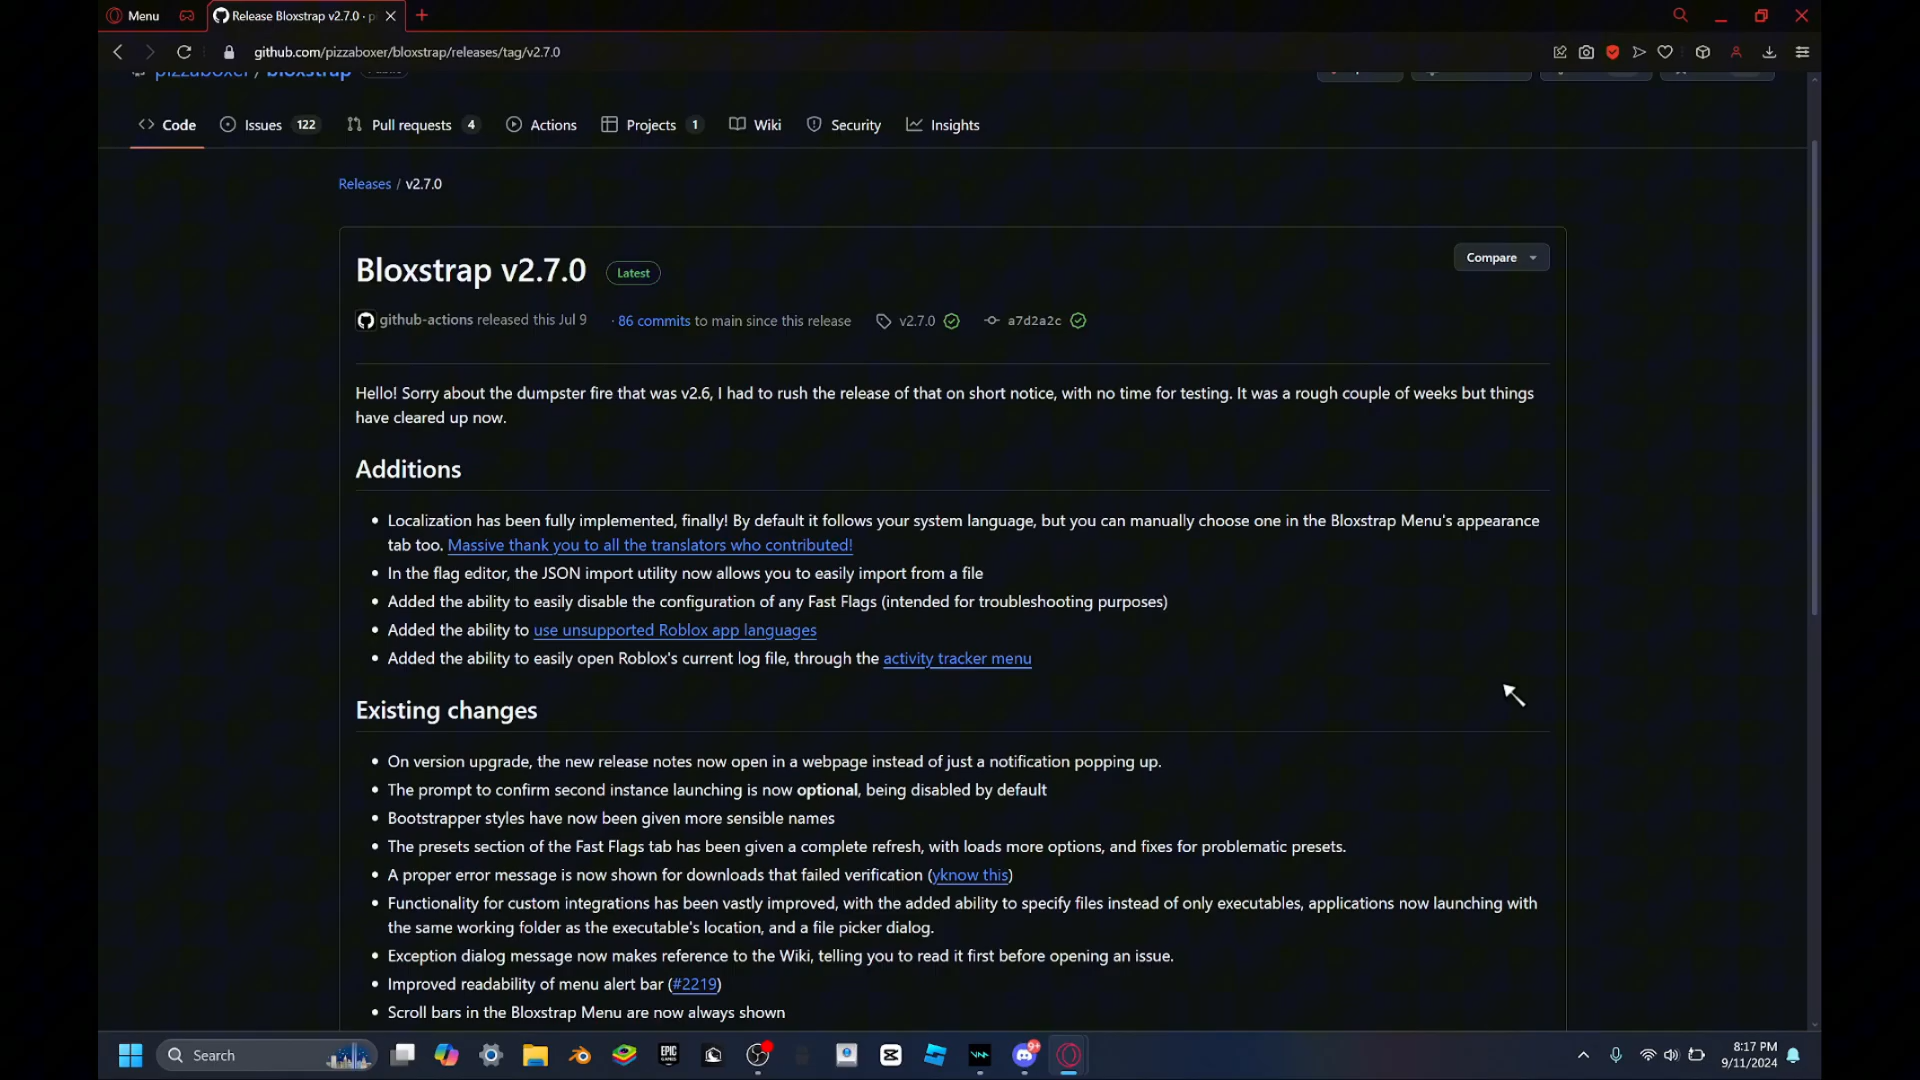 Menu
Release Bloxstrap v2.7.0 · p
github.com/pizzaboxer/bloxstrap/releases/tag/v2.7.0
pizzaboxer / bloxstrap
Code
Issues 122
Pull requests 4
Actions
Projects 1
Wiki
Security
Insights
Releases / v2.7.0
Bloxstrap v2.7.0 Latest
Compare
github-actions released this Jul 9 · 86 commits to main since this release v2.7.0 a7d2a2c
Hello! Sorry about the dumpster fire that was v2.6, I had to rush the release of that on short notice, with no time for testing. It was a rough couple of weeks but things
have cleared up now.
Additions
• Localization has been fully implemented, finally! By default it follows your system language, but you can manually choose one in the Bloxstrap Menu's appearance
tab too. Massive thank you to all the translators who contributed!
• In the flag editor, the JSON import utility now allows you to easily import from a file
• Added the ability to easily disable the configuration of any Fast Flags (intended for troubleshooting purposes)
• Added the ability to use unsupported Roblox app languages
• Added the ability to easily open Roblox's current log file, through the activity tracker menu
Existing changes
• On version upgrade, the new release notes now open in a webpage instead of just a notification popping up.
• The prompt to confirm second instance launching is now optional, being disabled by default
• Bootstrapper styles have now been given more sensible names
• The presets section of the Fast Flags tab has been given a complete refresh, with loads more options, and fixes for problematic presets.
• A proper error message is now shown for downloads that failed verification (yknow this)
• Functionality for custom integrations has been vastly improved, with the added ability to specify files instead of only executables, applications now launching with
the same working folder as the executable's location, and a file picker dialog.
• Exception dialog message now makes reference to the Wiki, telling you to read it first before opening an issue.
• Improved readability of menu alert bar (#2219)
• Scroll bars in the Bloxstrap Menu are now always shown
Search
EPIC GAMES
9+
8:17 PM
9/11/2024